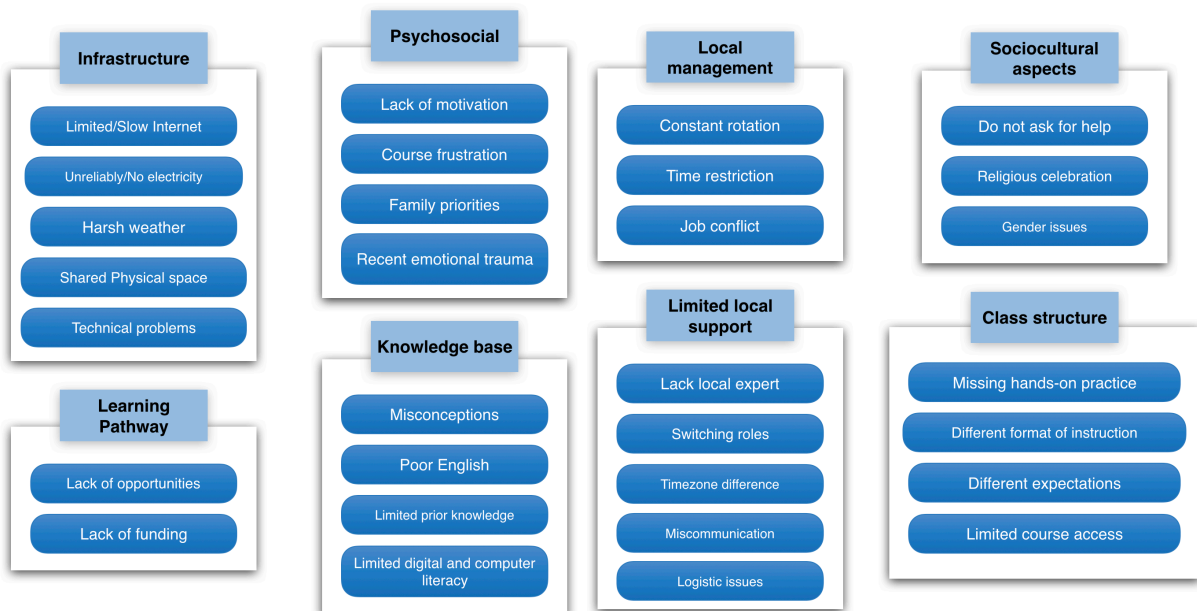 Infrastructure
Limited/Slow Internet
Unreliably/No electricity
Harsh weather
Shared Physical space
Technical problems
Psychosocial
Lack of motivation
Course frustration
Family priorities
Recent emotional trauma
Local
management
Constant rotation
Time restriction
Job conflict
Sociocultural
aspects
Do not ask for help
Religious celebration
Gender issues
Learning
Pathway
Lack of opportunities
Lack of funding
Knowledge base
Misconceptions
Poor English
Limited prior knowledge
Limited digital and computer
literacy
Limited local
support
Lack local expert
Switching roles
Timezone difference
Miscommunication
Logistic issues
Class structure
Missing hands-on practice
Different format of instruction
Different expectations
Limited course access